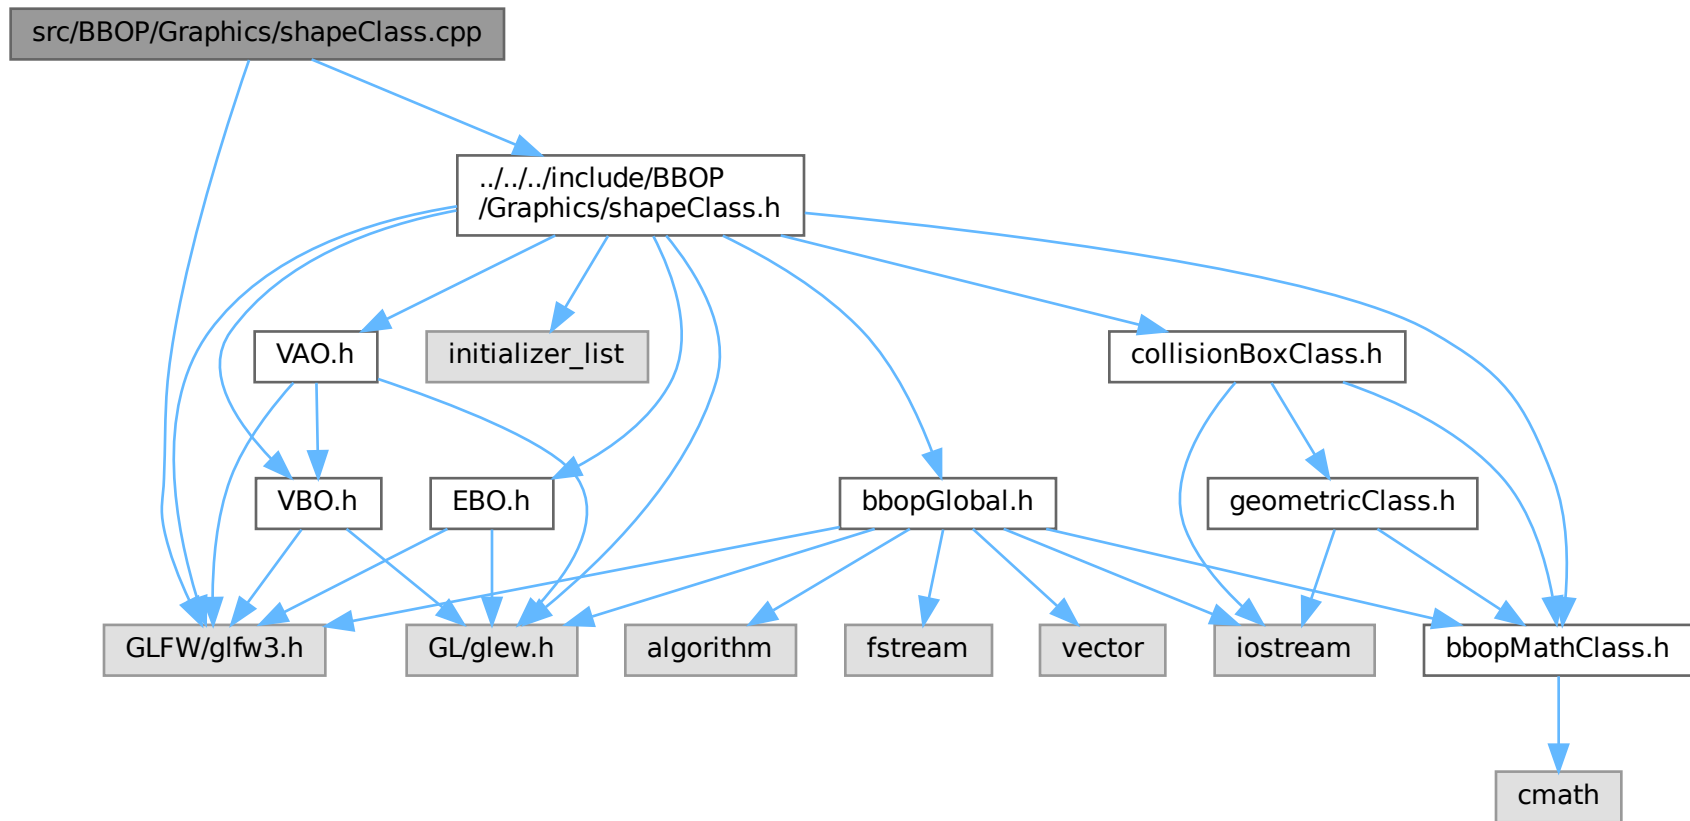 src/BBOP/Graphics/shapeClass.cpp
../../../include/BBOP
/Graphics/shapeClass.h
VAO.h
initializer_list
collisionBoxClass.h
VBO.h
EBO.h
bbopGlobal.h
geometricClass.h
GLFW/glfw3.h
GL/glew.h
algorithm
fstream
vector
iostream
bbopMathClass.h
cmath